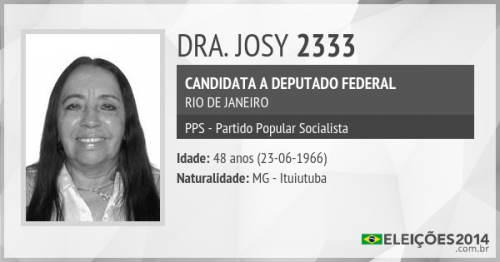 DRA. JOSY 2333
CANDIDATA A DEPUTADO FEDERAL
RIO DE JANEIRO
PPS - Partido Popular Socialista
Idade: 48 anos (23-06-1966)
Naturalidade: MG - Ituiutuba
ELEIÇÕES2014
.com.br